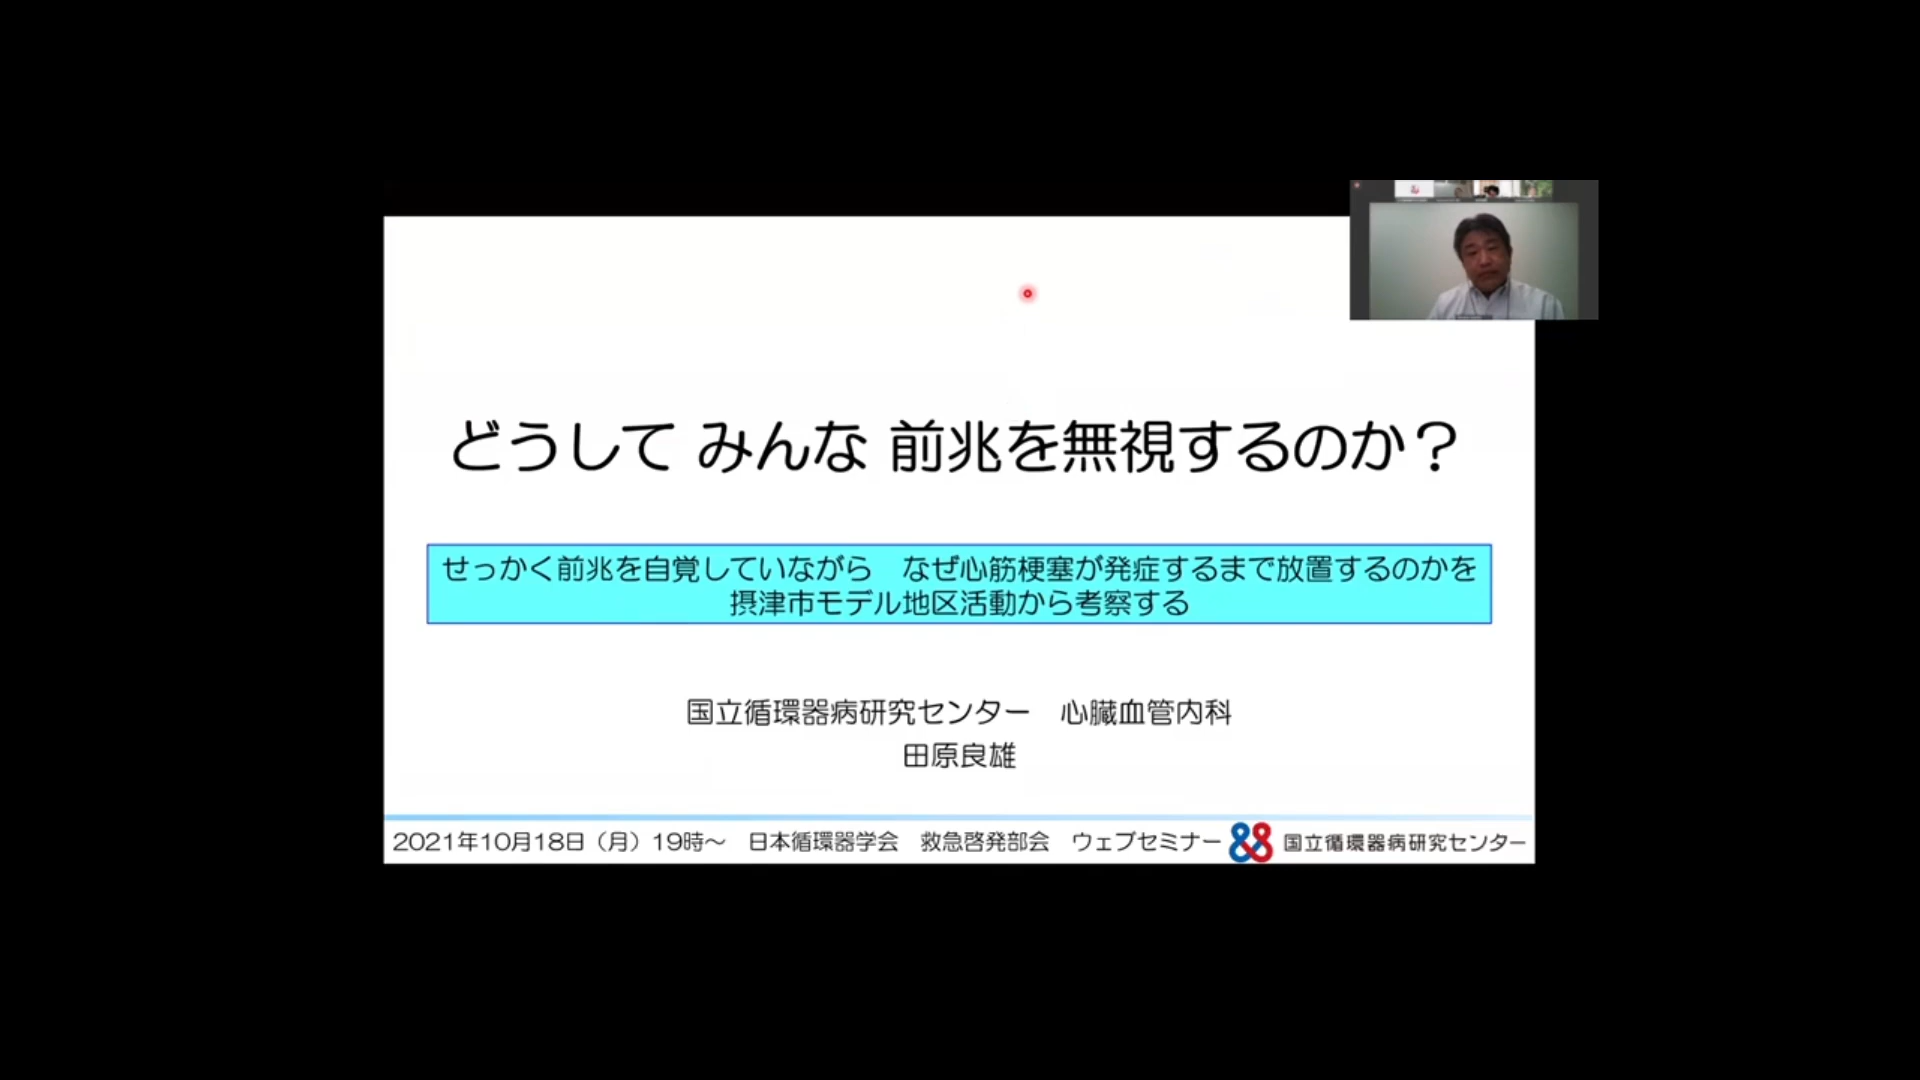 どうして みんな 前兆を無視するのか？
せっかく前兆を自覚していながら　なぜ心筋梗塞が発症するまで放置するのかを
摂津市モデル地区活動から考察する
国立循環器病研究センター　心臓血管内科
田原良雄
2021年10月18日（月）19時～　日本循環器学会　救急啓発部会　ウェブセミナー
国立循環器病研究センター